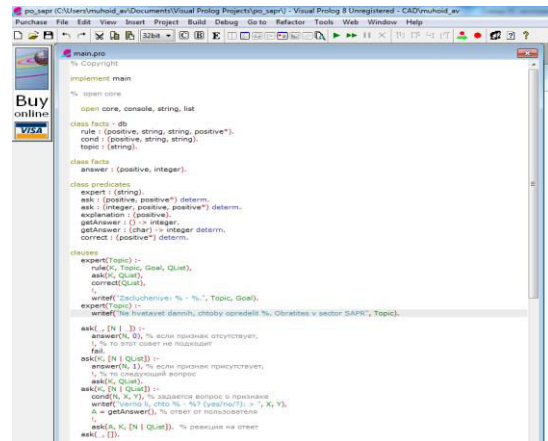 po_sapr (C:\Users\muhoid_av\Documents\Visual Prolog Projects\po_sapr\) - Visual Prolog 8 Unregistered - CAD\muhoid_av
Purchase File Edit View Insert Project Build Debug Go to Refactor Tools Web Window Help
32bit
Buy
online
VISA
main.pro
% Copyright
implement main
% open core
open core, console, string, list
class facts - db
rule : (positive, string, string, positive*).
cond : (positive, string, string).
topic : (string).
class facts
answer : (positive, integer).
class predicates
expert : (string).
ask : (positive, positive*) determ.
ask : (integer, positive, positive*) determ.
explanation : (positive).
getAnswer : () -> integer.
getAnswer : (char) -> integer determ.
correct : (positive*) determ.
clauses
expert(Topic) :-
rule(K, Topic, Goal, QList),
ask(K, QList),
correct(QList),
!,
writef("Zaclucheniye: % - %.", Topic, Goal).
expert(Topic) :-
writef("Ne hvatayet dannih, chtoby opredelit %. Obratites v sector SAPR", Topic).
ask(_, [N | _]) :-
answer(N, 0), % если признак отсутствует,
!, % то этот совет не подходит
fail.
ask(K, [N | QList]) :-
answer(N, 1), % если признак присутствует,
!, % то следующий вопрос
ask(K, QList).
ask(K, [N | QList]) :-
cond(N, X, Y), % задается вопрос о признаке
writef("Verno li, chto % - %? (yes/no/?): > ", X, Y),
A = getAnswer(), % ответ от пользователя
!,
ask(A, K, [N | QList]). % реакция на ответ
ask(_, []).